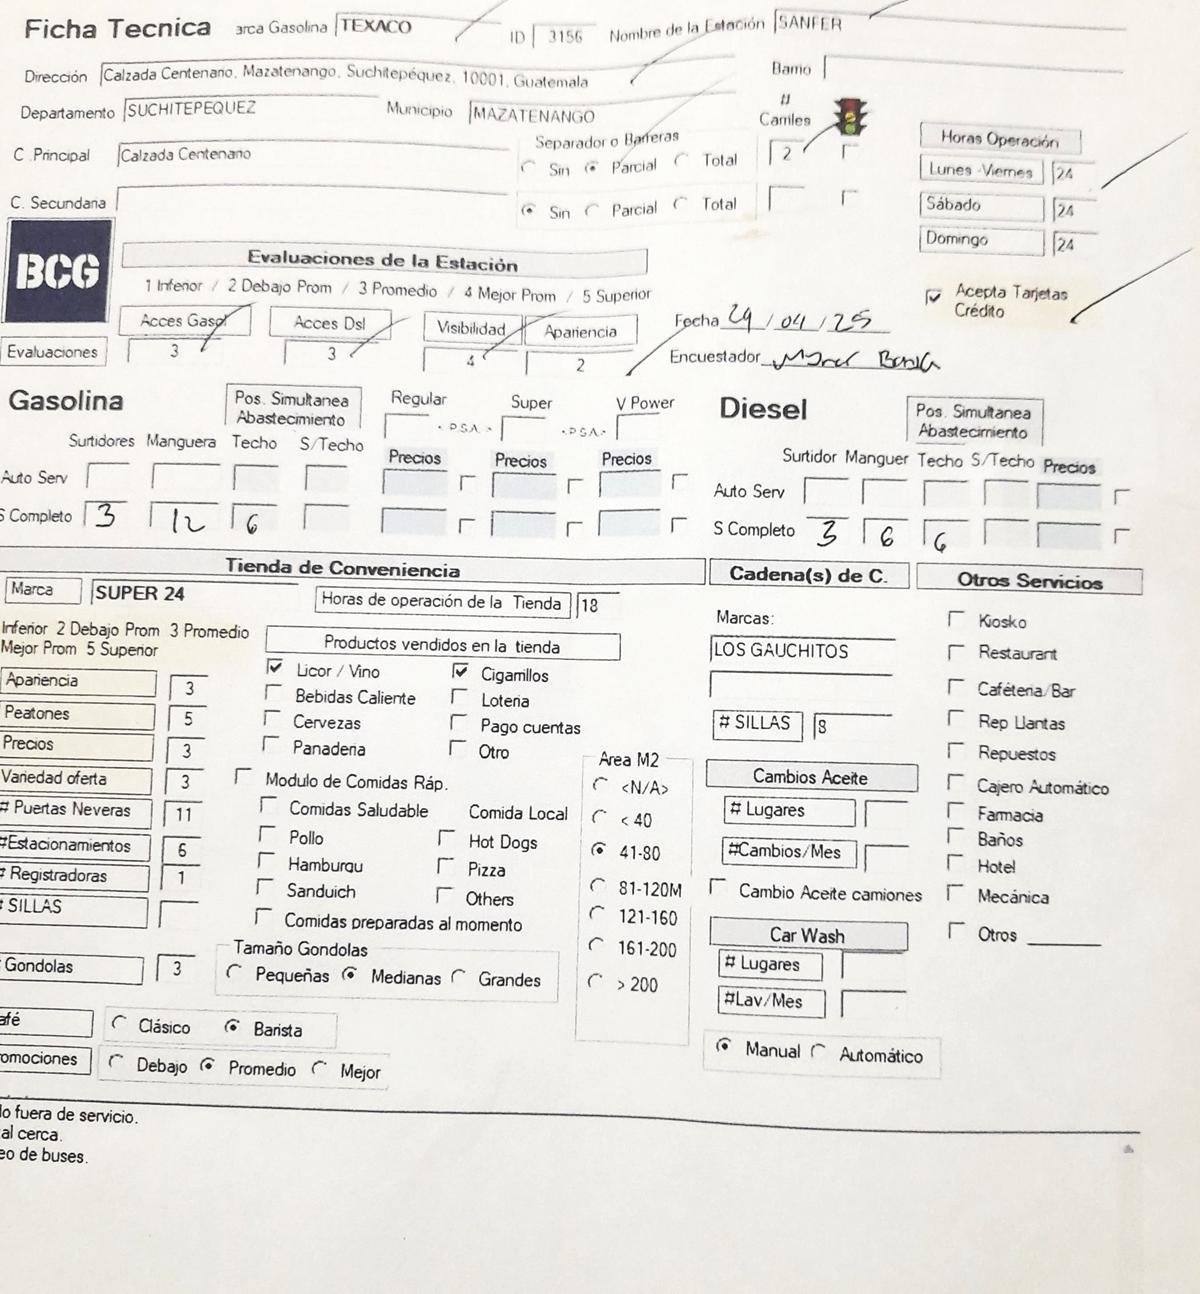 Ficha Tecnica arca Gasolina TEXACO ID 3156 Nombre de la Estación SANFER
Dirección Calzada Centenario, Mazatenango, Suchitepéquez, 10001, Guatemala Barrio
Departamento SUCHITEPEQUEZ Municipio MAZATENANGO # Carriles
C .Principal Calzada Centenario Separador o Barreras Sin Parcial Total 2
C. Secundaria Sin Parcial Total
Horas Operación
Lunes -Viernes 24
Sábado 24
Domingo 24
BCG
Evaluaciones de la Estación
1 Inferior / 2 Debajo Prom / 3 Promedio / 4 Mejor Prom / 5 Superior
Acepta Tarjetas Crédito
Acces Gasol Acces Dsl Visibilidad Apariencia
Evaluaciones 3 3 4 2
Fecha 29 / 04 / 25
Encuestador
Gasolina
Pos. Simultanea Abastecimiento
Regular Super V Power
P.S.A. P.S.A.
Surtidores Manguera Techo S/Techo Precios Precios Precios
Auto Serv
S Completo 3 12 6
Diesel
Pos. Simultanea Abastecimiento
Surtidor Manguer Techo S/Techo Precios
Auto Serv
S Completo 3 6 6
Tienda de Conveniencia
Marca SUPER 24
Horas de operación de la Tienda 18
Inferior 2 Debajo Prom 3 Promedio
Mejor Prom 5 Superior
Apariencia 3
Peatones 5
Precios 3
Variedad oferta 3
# Puertas Neveras 11
#Estacionamientos 6
# Registradoras 1
# SILLAS
Gondolas 3
Productos vendidos en la tienda
Licor / Vino Cigarrillos
Bebidas Caliente Loteria
Cervezas Pago cuentas
Panaderia Otro
Modulo de Comidas Ráp.
Comidas Saludable Comida Local
Pollo Hot Dogs
Hamburgu Pizza
Sanduich Others
Comidas preparadas al momento
Tamaño Gondolas
Pequeñas Medianas Grandes
Area M2
<N/A>
< 40
41-80
81-120M
121-160
161-200
> 200
afé Clásico Barista
omociones Debajo Promedio Mejor
Cadena(s) de C.
Marcas:
LOS GAUCHITOS
# SILLAS 8
Cambios Aceite
# Lugares
#Cambios/Mes
Cambio Aceite camiones
Car Wash
# Lugares
#Lav/Mes
Manual Automático
Otros Servicios
Kiosko
Restaurant
Cafeteria/Bar
Rep Llantas
Repuestos
Cajero Automático
Farmacia
Baños
Hotel
Mecánica
Otros
lo fuera de servicio.
al cerca.
eo de buses.